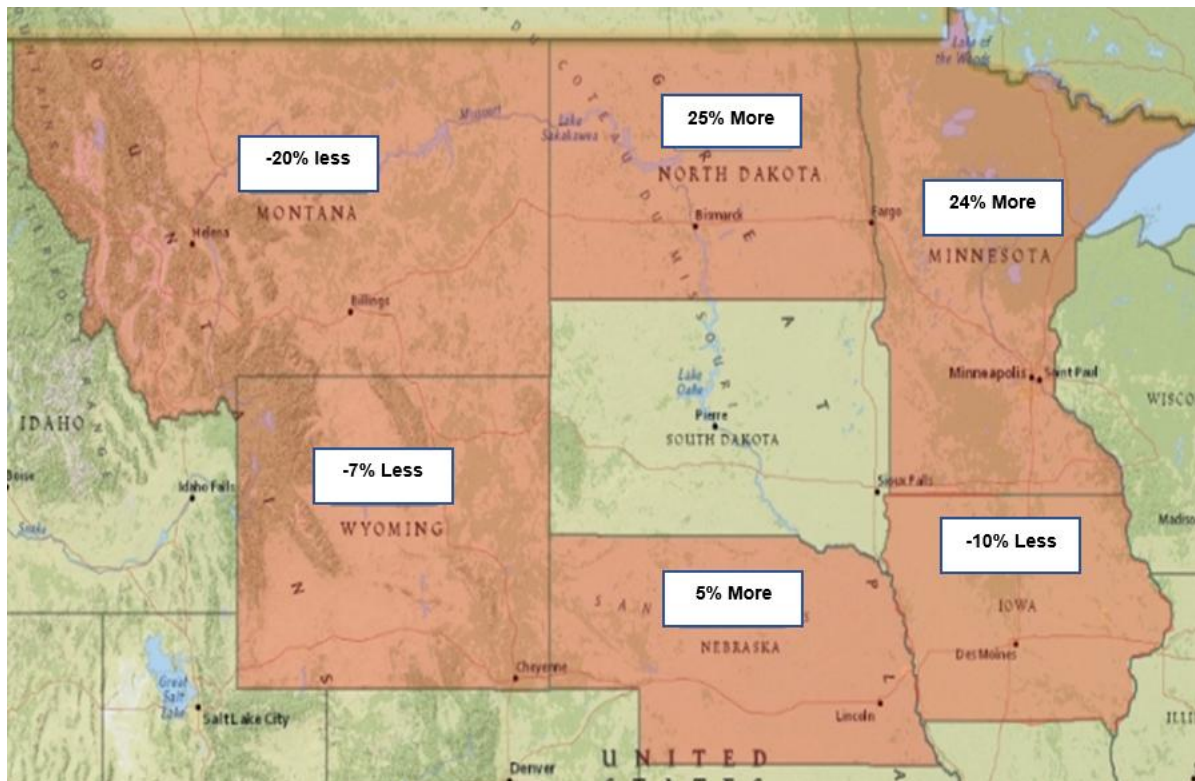 Lake of
the Woods
25% More
-20% less
Missouri
Lake
Sakakawea
NORTH DAKOTA
24% More
MONTANA
Helena
Bismarck
Fargo
MINNESOTA
Billings
Minneapolis
Saint Paul
Lake
Oahe
WISCO
IDAHO
Pierre
SOUTH DAKOTA
-7% Less
Boise
Idaho Falls
Sioux Falls
Snake
WYOMING
Madiso
-10% Less
5% More
IOWA
NEBRASKA
Des Moines
Cheyenne
Great
Salt
Lake
Salt Lake City
Lincoln
ILLI
UNITED
Denver